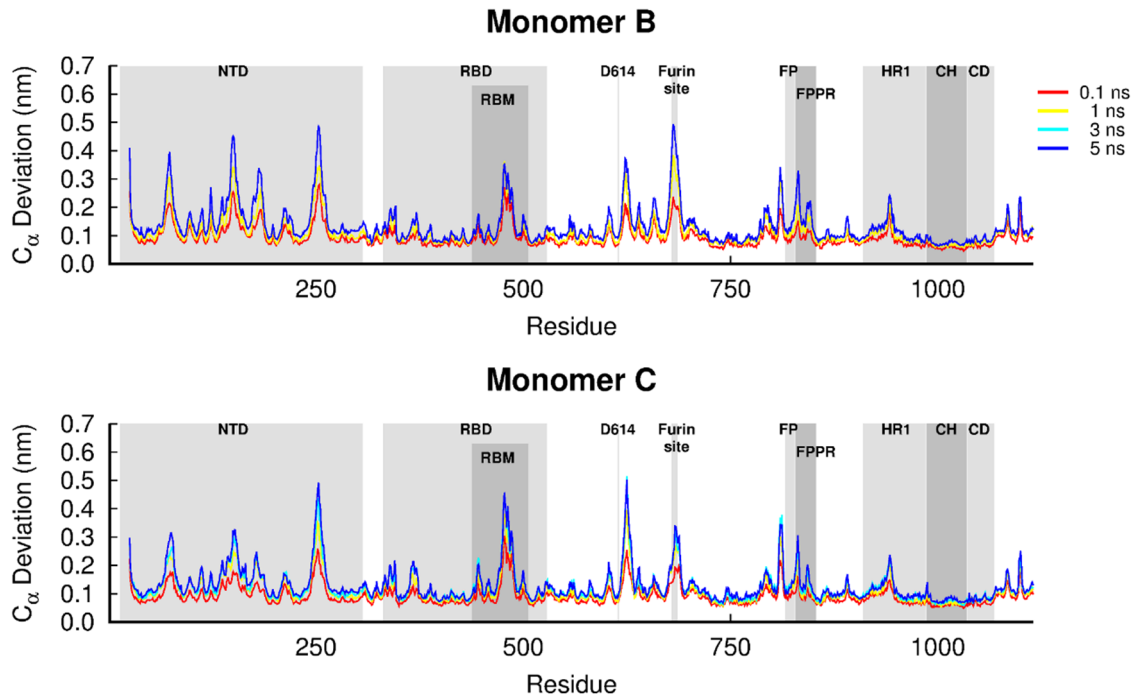 Monomer B
Cα Deviation (nm)
0.7
0.6
0.5
0.4
0.3
0.2
0.1
0.0
NTD
RBD
RBM
D614
Furin
site
FP
FPPR
HR1
CH
CD
0.1 ns
1 ns
3 ns
5 ns
250
500
750
1000
Residue
Monomer C
Cα Deviation (nm)
0.7
0.6
0.5
0.4
0.3
0.2
0.1
0.0
NTD
RBD
RBM
D614
Furin
site
FP
FPPR
HR1
CH
CD
250
500
750
1000
Residue